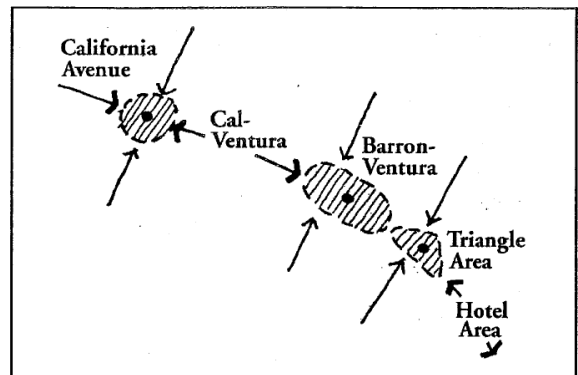 California
Avenue
Cal-
Ventura
Barron-
Ventura
Triangle
Area
Hotel
Area